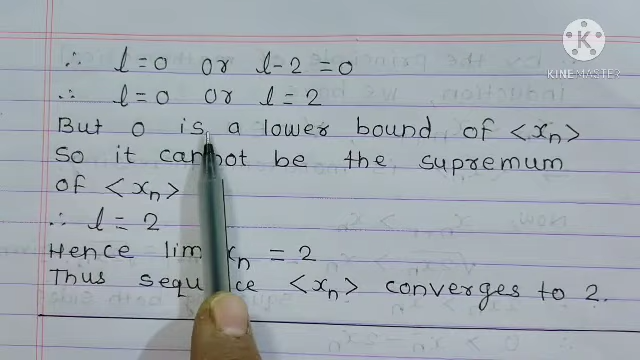 ∴ l = 0 or l - 2 = 0
∴ l = 0 or l = 2
But 0 is a lower bound of <xₙ>
So it cannot be the supremum
of <xₙ>
∴ l = 2
Hence lim xₙ = 2
Thus sequence <xₙ> converges to 2.
KINEMASTER